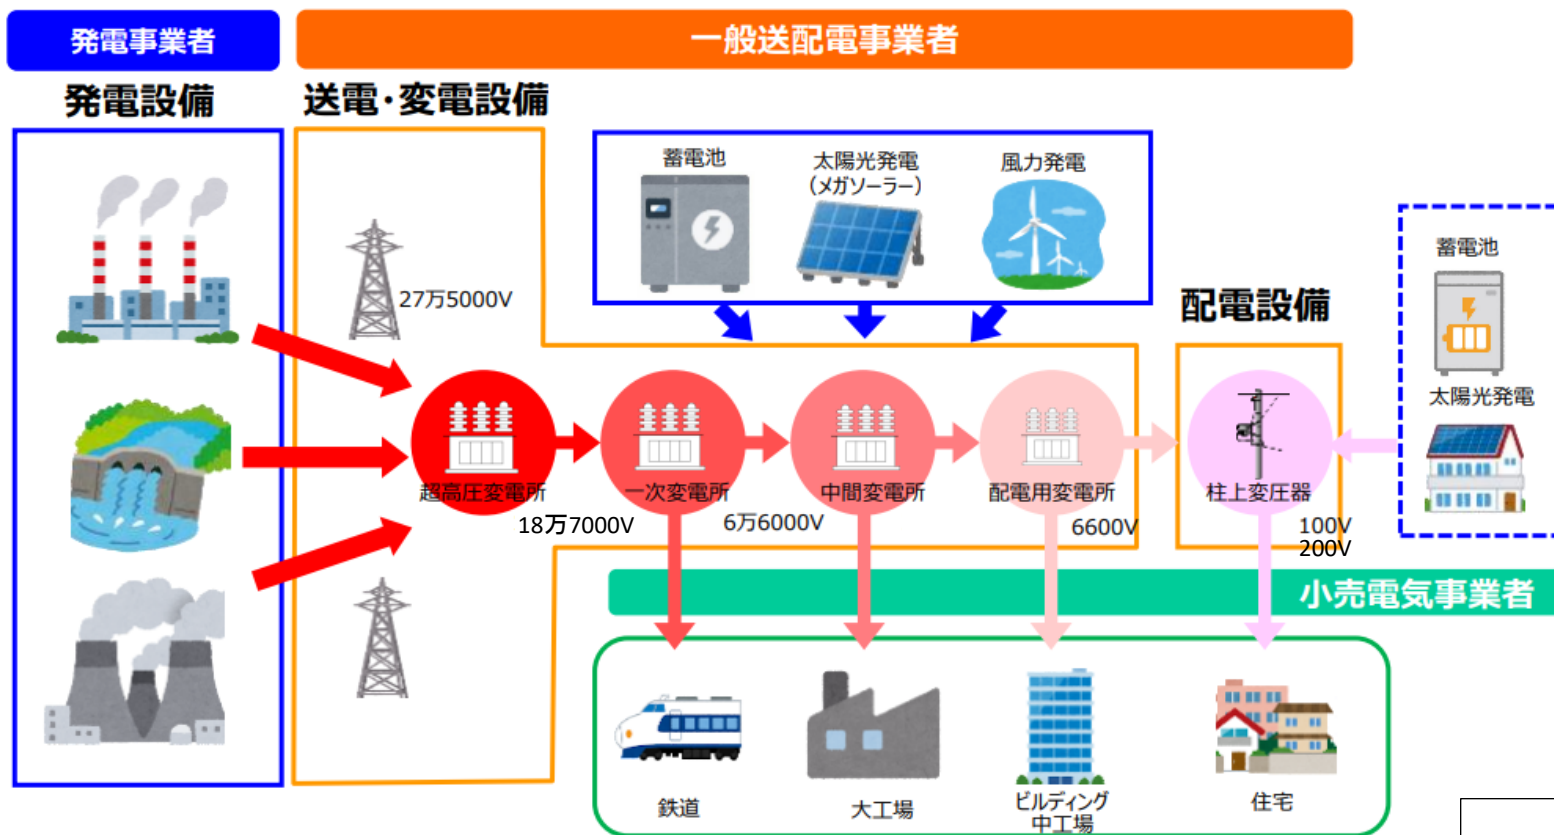 発電事業者
一般送配電事業者
発電設備
送電・変電設備
蓄電池
太陽光発電
(メガソーラー)
風力発電
27万5000V
配電設備
蓄電池
太陽光発電
超高圧変電所
一次変電所
中間変電所
配電用変電所
柱上変圧器
18万7000V
6万6000V
6600V
100V
200V
小売電気事業者
鉄道
大工場
ビルディング
中工場
住宅